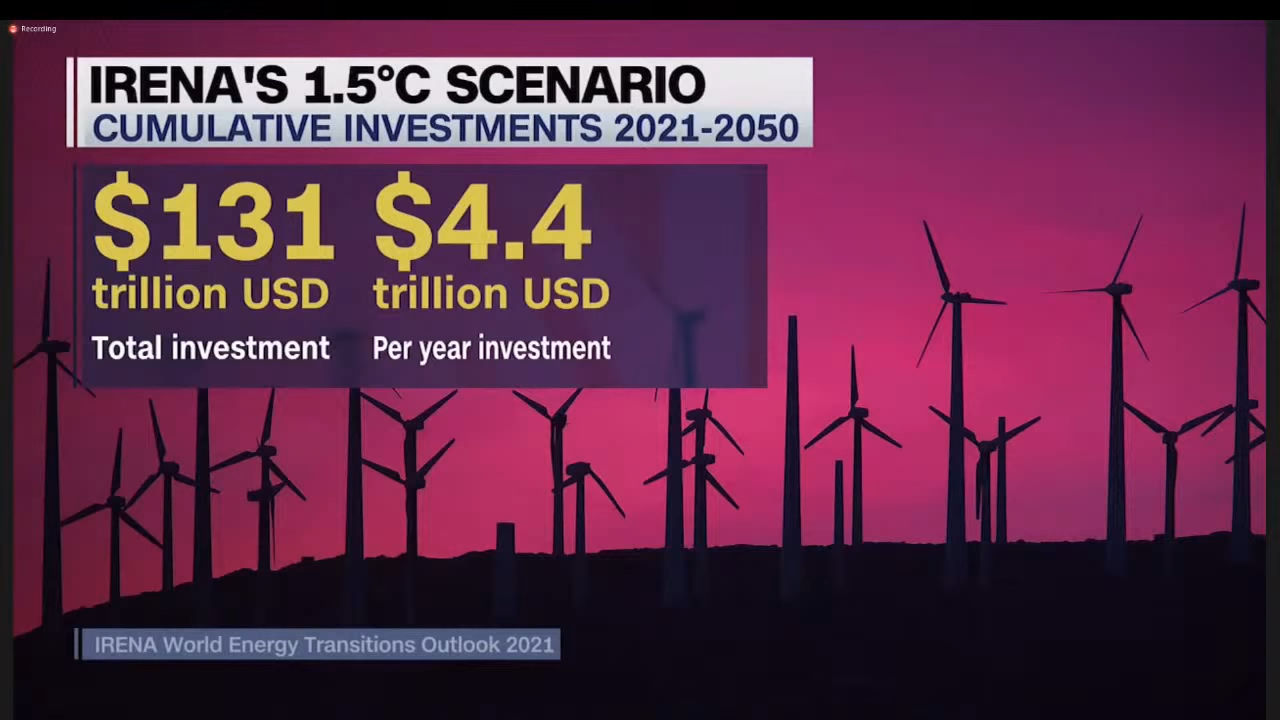 Recording
IRENA'S 1.5°C SCENARIO
CUMULATIVE INVESTMENTS 2021-2050
$131 $4.4
trillion USD trillion USD
Total investment Per year investment
IRENA World Energy Transitions Outlook 2021